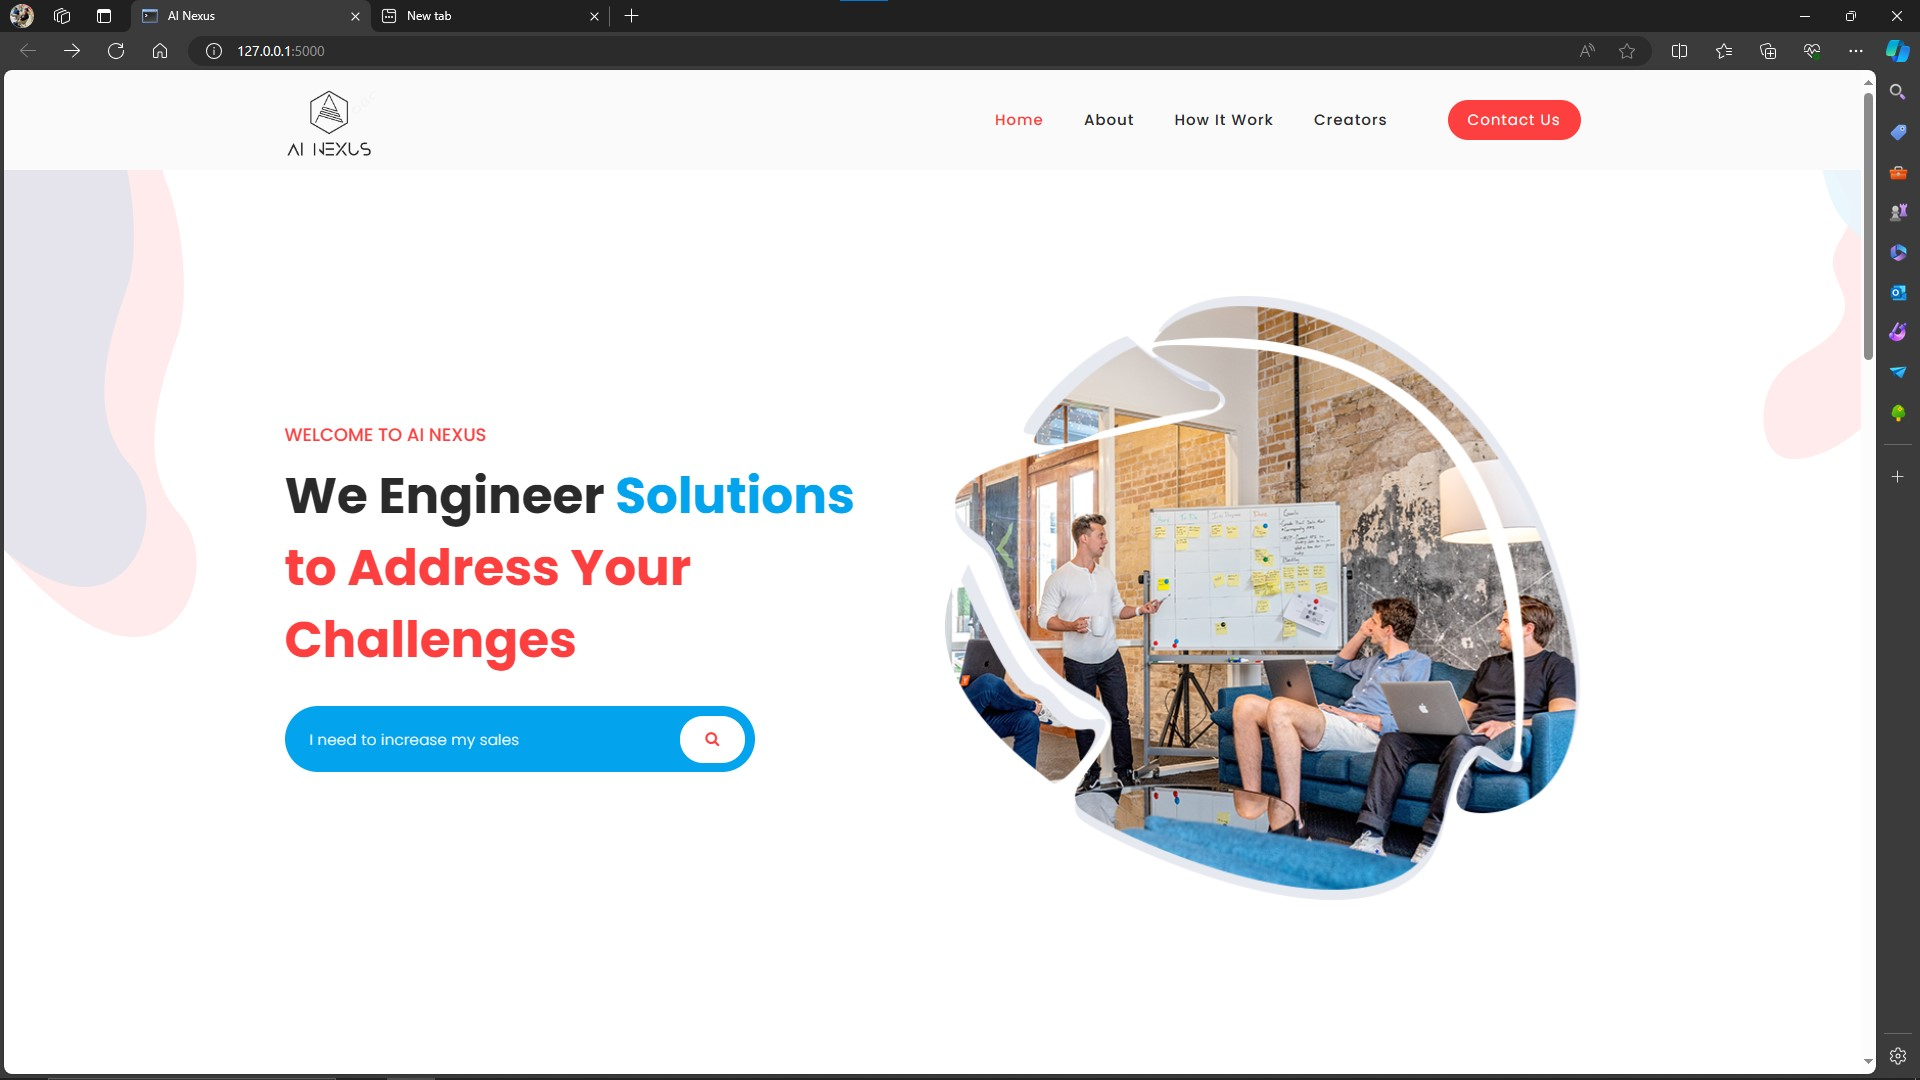 AI Nexus
New tab
127.0.0.1:5000
AI NEXUS
Home
About
How It Work
Creators
Contact Us
WELCOME TO AI NEXUS
We Engineer Solutions
to Address Your
Challenges
I need to increase my sales